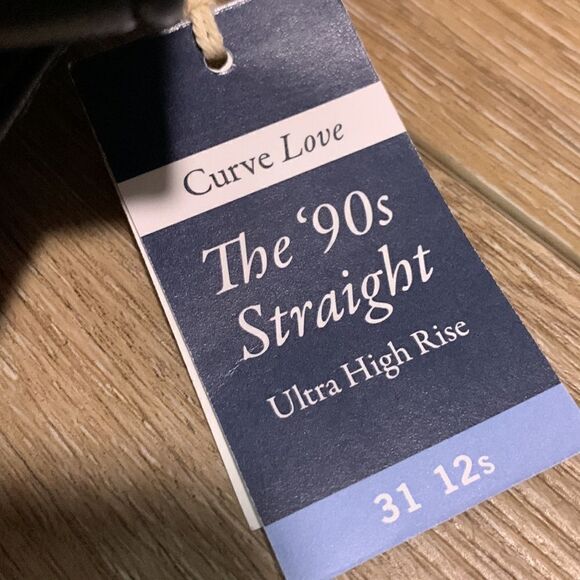 Curve Love
The ‘90s
Straight
Ultra High Rise
31 12s